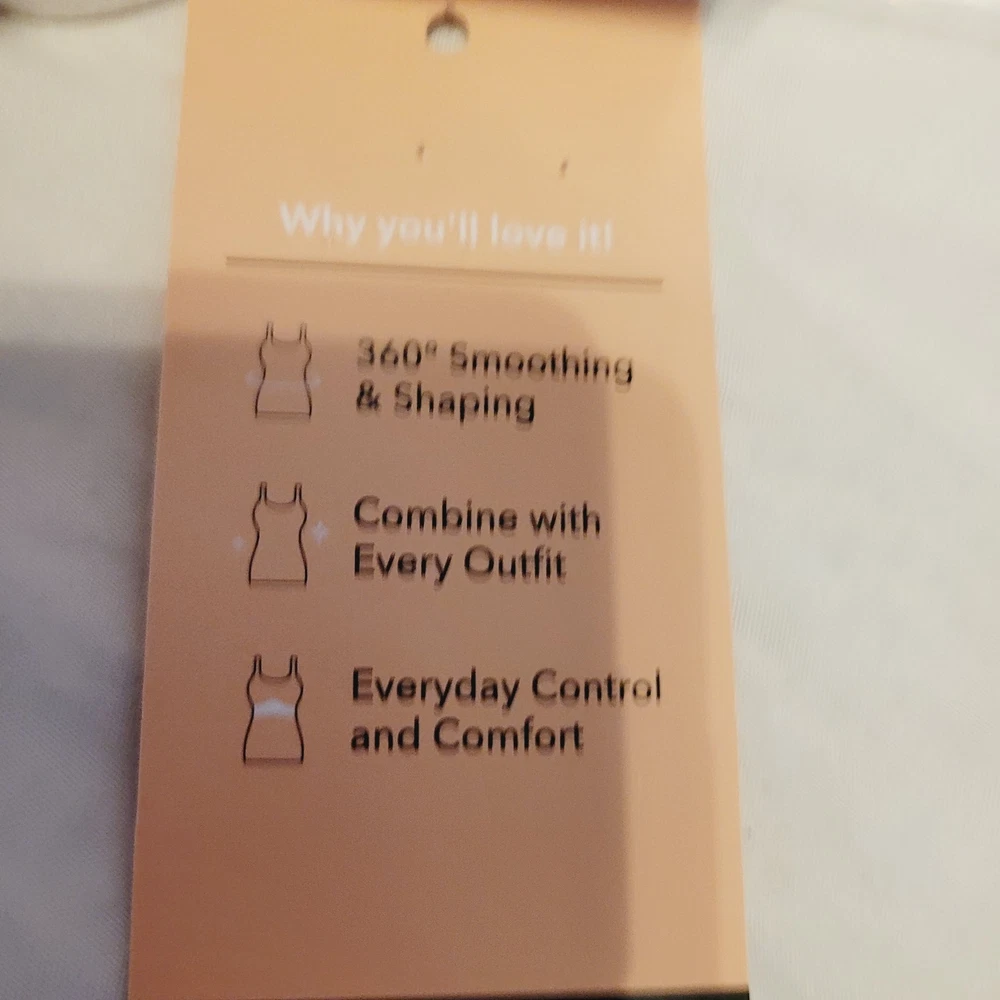 Why you'll love it!
360° Smoothing
& Shaping
Combine with
Every Outfit
Everyday Control
and Comfort